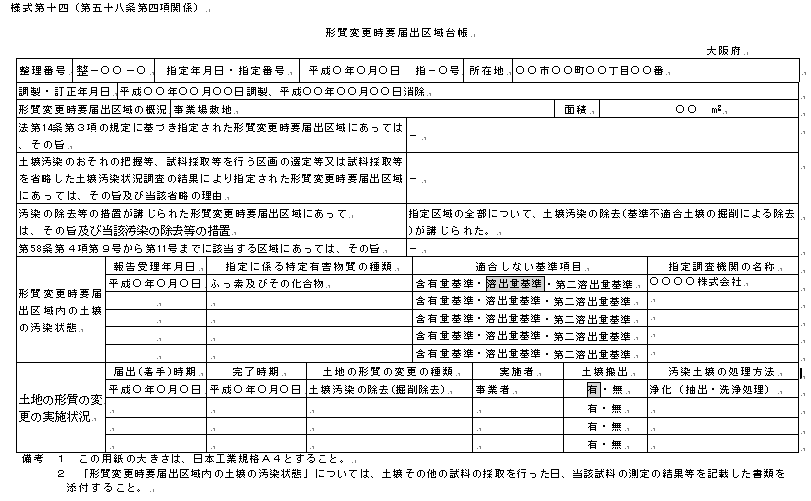 様式第十四（第五十八条第四項関係）
形質変更時要届出区域台帳
大阪府
整理番号 整－○○－○ 指定年月日・指定番号 平成○年○月○日 指－○号 所在地 ○○市○○町○○丁目○○番
調製・訂正年月日 平成○○年○○月○○日調製、平成○○年○○月○○日消除
形質変更時要届出区域の概況 事業場敷地 面積 ○○ ㎡
法第14条第３項の規定に基づき指定された形質変更時要届出区域にあっては
、その旨 －
土壌汚染のおそれの把握等、試料採取等を行う区画の選定等又は試料採取等
を省略した土壌汚染状況調査の結果により指定された形質変更時要届出区域
にあっては、その旨及び当該省略の理由 －
汚染の除去等の措置が講じられた形質変更時要届出区域にあって
は、その旨及び当該汚染の除去等の措置
指定区域の全部について、土壌汚染の除去(基準不適合土壌の掘削による除去
)が講じられた。
第58条第４項第９号から第11号までに該当する区域にあっては、その旨 －
形質変更時要届
出区域内の土壌
の汚染状態
報告受理年月日 指定に係る特定有害物質の種類 適合しない基準項目 指定調査機関の名称
平成○年○月○日 ふっ素及びその化合物 含有量基準・溶出量基準・第二溶出量基準 ○○○○株式会社
含有量基準・溶出量基準・第二溶出量基準
含有量基準・溶出量基準・第二溶出量基準
含有量基準・溶出量基準・第二溶出量基準
含有量基準・溶出量基準・第二溶出量基準
土地の形質の変
更の実施状況
届出(着手)時期 完了時期 土地の形質の変更の種類 実施者 土壌搬出 汚染土壌の処理方法
平成○年○月○日 平成○年○月○日 土壌汚染の除去(掘削除去) 事業者 有・無 浄化（抽出・洗浄処理）
有・無
有・無
有・無
備考　１　この用紙の大きさは、日本工業規格Ａ４とすること。
２　「形質変更時要届出区域内の土壌の汚染状態」については、土壌その他の試料の採取を行った日、当該試料の測定の結果等を記載した書類を
添付すること。